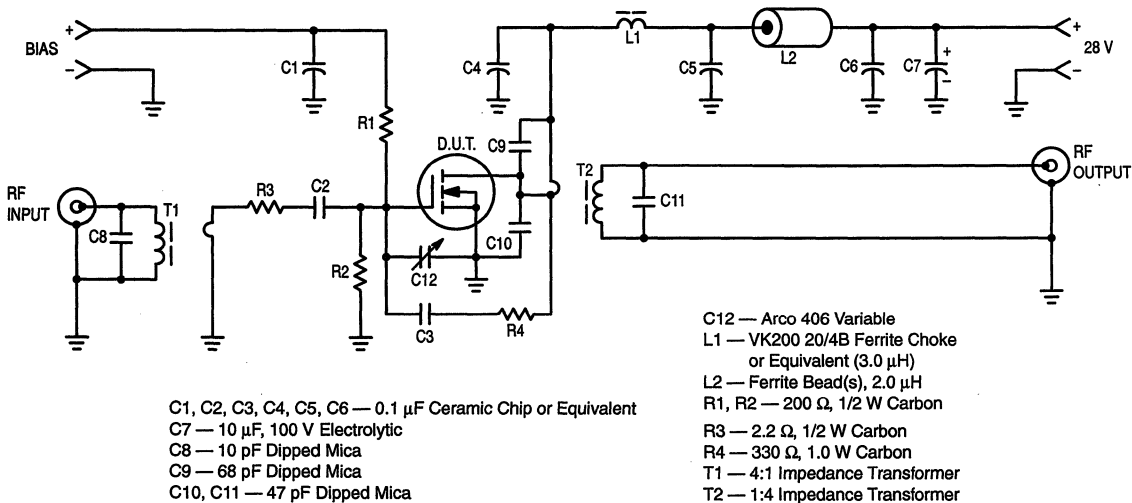 +
BIAS
−
C1
R1
C4
L1
C5
L2
C6
C7
+
−
+
28 V
−
D.U.T.
C9
C10
T2
C11
RF
OUTPUT
RF
INPUT
C8
T1
R3
C2
R2
C12
C3
R4
C1, C2, C3, C4, C5, C6 — 0.1 μF Ceramic Chip or Equivalent
C7 — 10 μF, 100 V Electrolytic
C8 — 10 pF Dipped Mica
C9 — 68 pF Dipped Mica
C10, C11 — 47 pF Dipped Mica
C12 — Arco 406 Variable
L1 — VK200 20/4B Ferrite Choke
or Equivalent (3.0 μH)
L2 — Ferrite Bead(s), 2.0 μH
R1, R2 — 200 Ω, 1/2 W Carbon
R3 — 2.2 Ω, 1/2 W Carbon
R4 — 330 Ω, 1.0 W Carbon
T1 — 4:1 Impedance Transformer
T2 — 1:4 Impedance Transformer